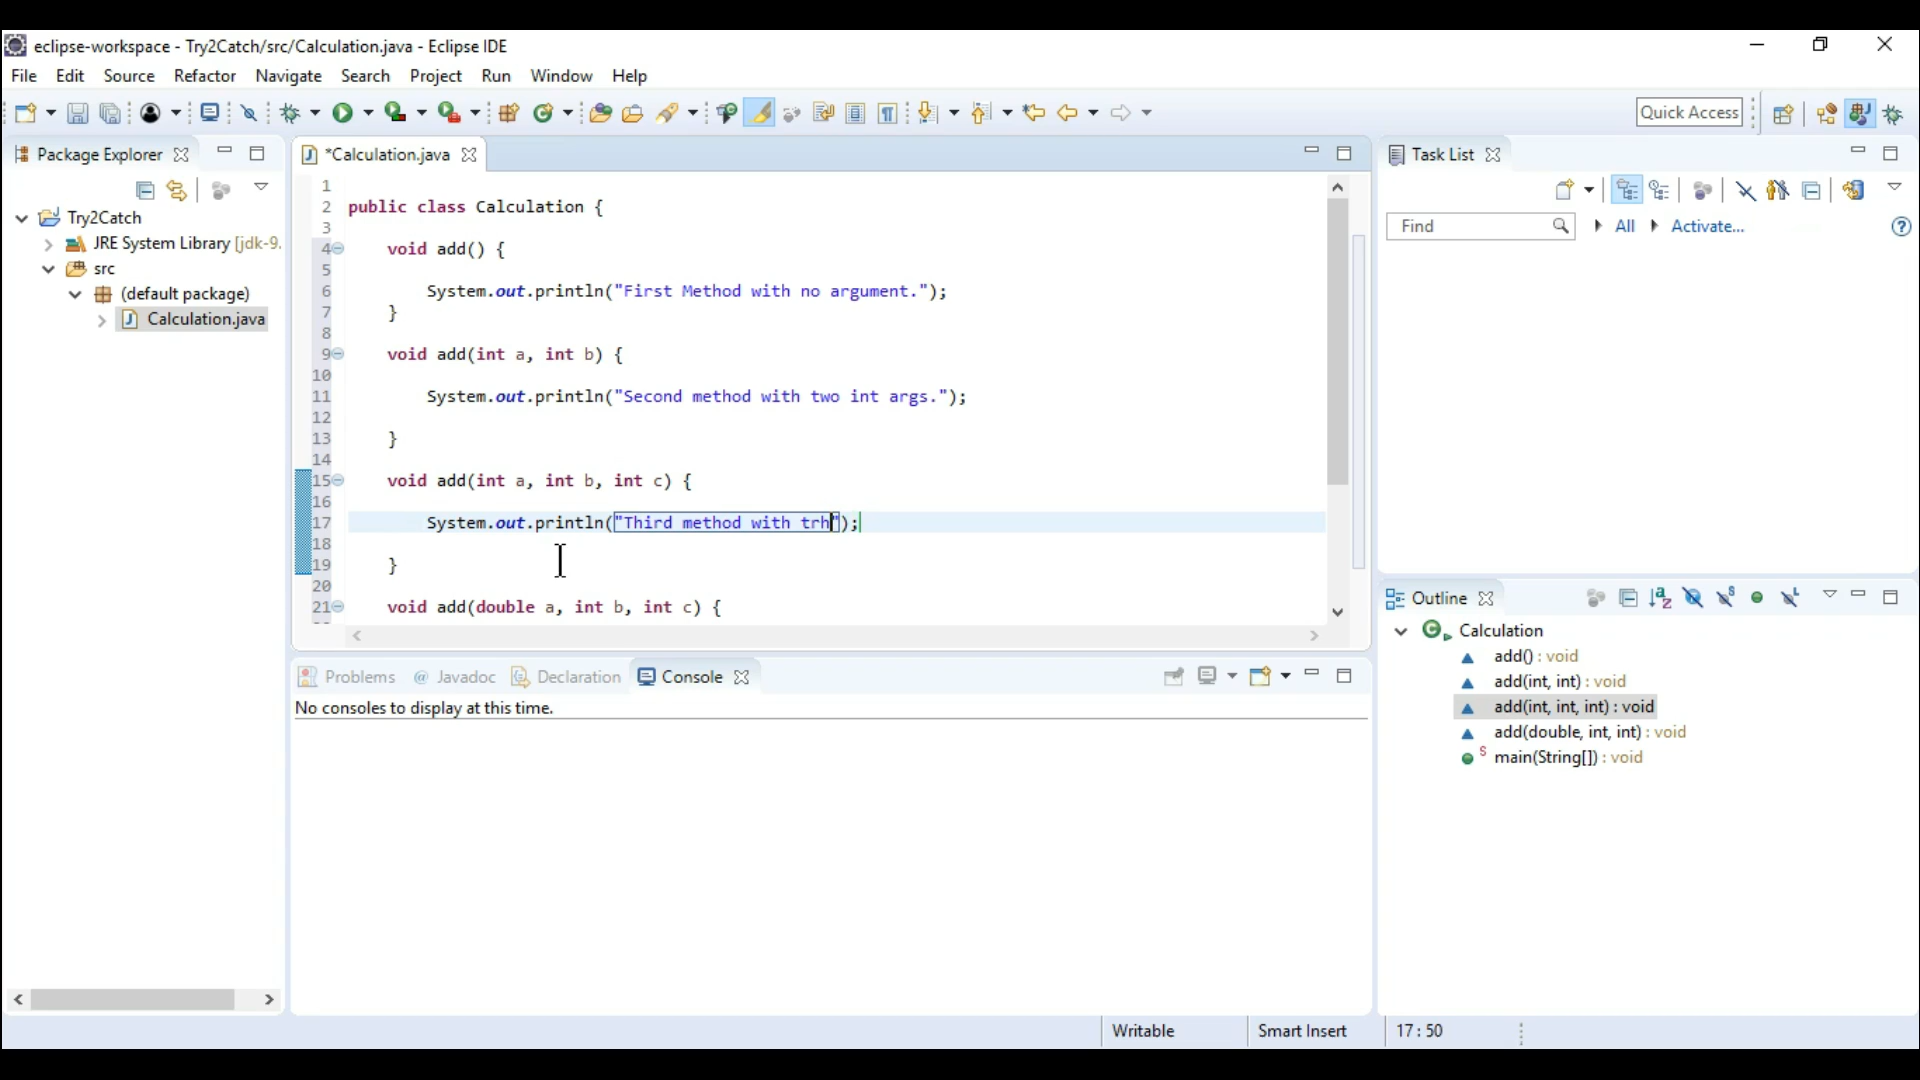 eclipse-workspace - Try2Catch/src/Calculation.java - Eclipse IDE
File Edit Source Refactor Navigate Search Project Run Window Help
Quick Access
Package Explorer
Try2Catch
JRE System Library [jdk-9.
src
(default package)
Calculation.java
*Calculation.java
1
2 public class Calculation {
3
4 void add() {
5
6 System.out.println("First Method with no argument.");
7 }
8
9 void add(int a, int b) {
10
11 System.out.println("Second method with two int args.");
12
13 }
14
15 void add(int a, int b, int c) {
16
17 System.out.println("Third method with trh");
18
19 }
20
21 void add(double a, int b, int c) {
Problems @ Javadoc Declaration Console
No consoles to display at this time.
Task List
Find All Activate...
Outline
Calculation
add() : void
add(int, int) : void
add(int, int, int) : void
add(double, int, int) : void
main(String[]) : void
Writable Smart Insert 17 : 50